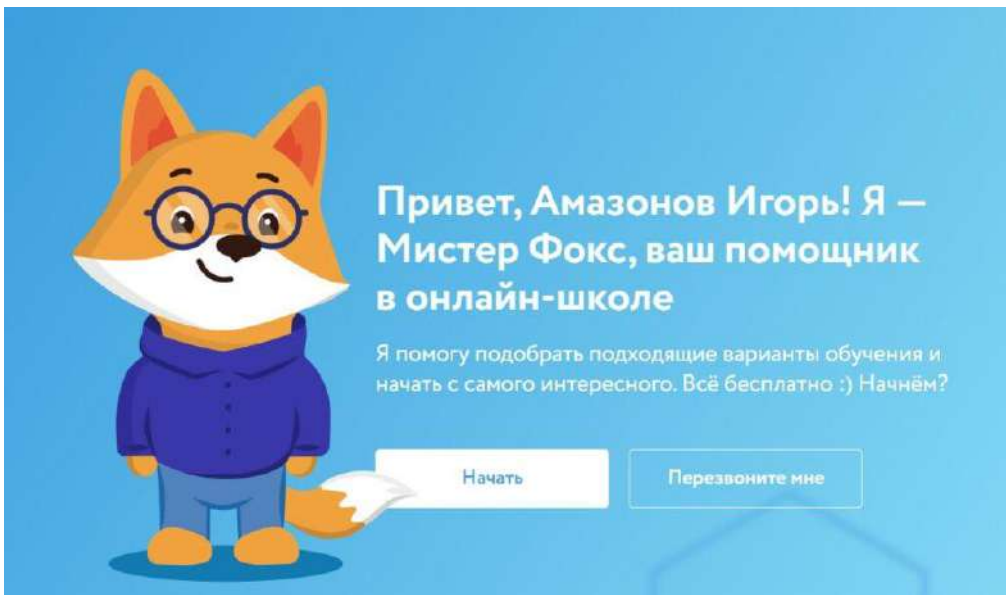 Привет, Амазонов Игорь! Я —
Мистер Фокс, ваш помощник
в онлайн-школе
Я помогу подобрать подходящие варианты обучения и
начать с самого интересного. Всё бесплатно :) Начнём?
Начать
Перезвоните мне